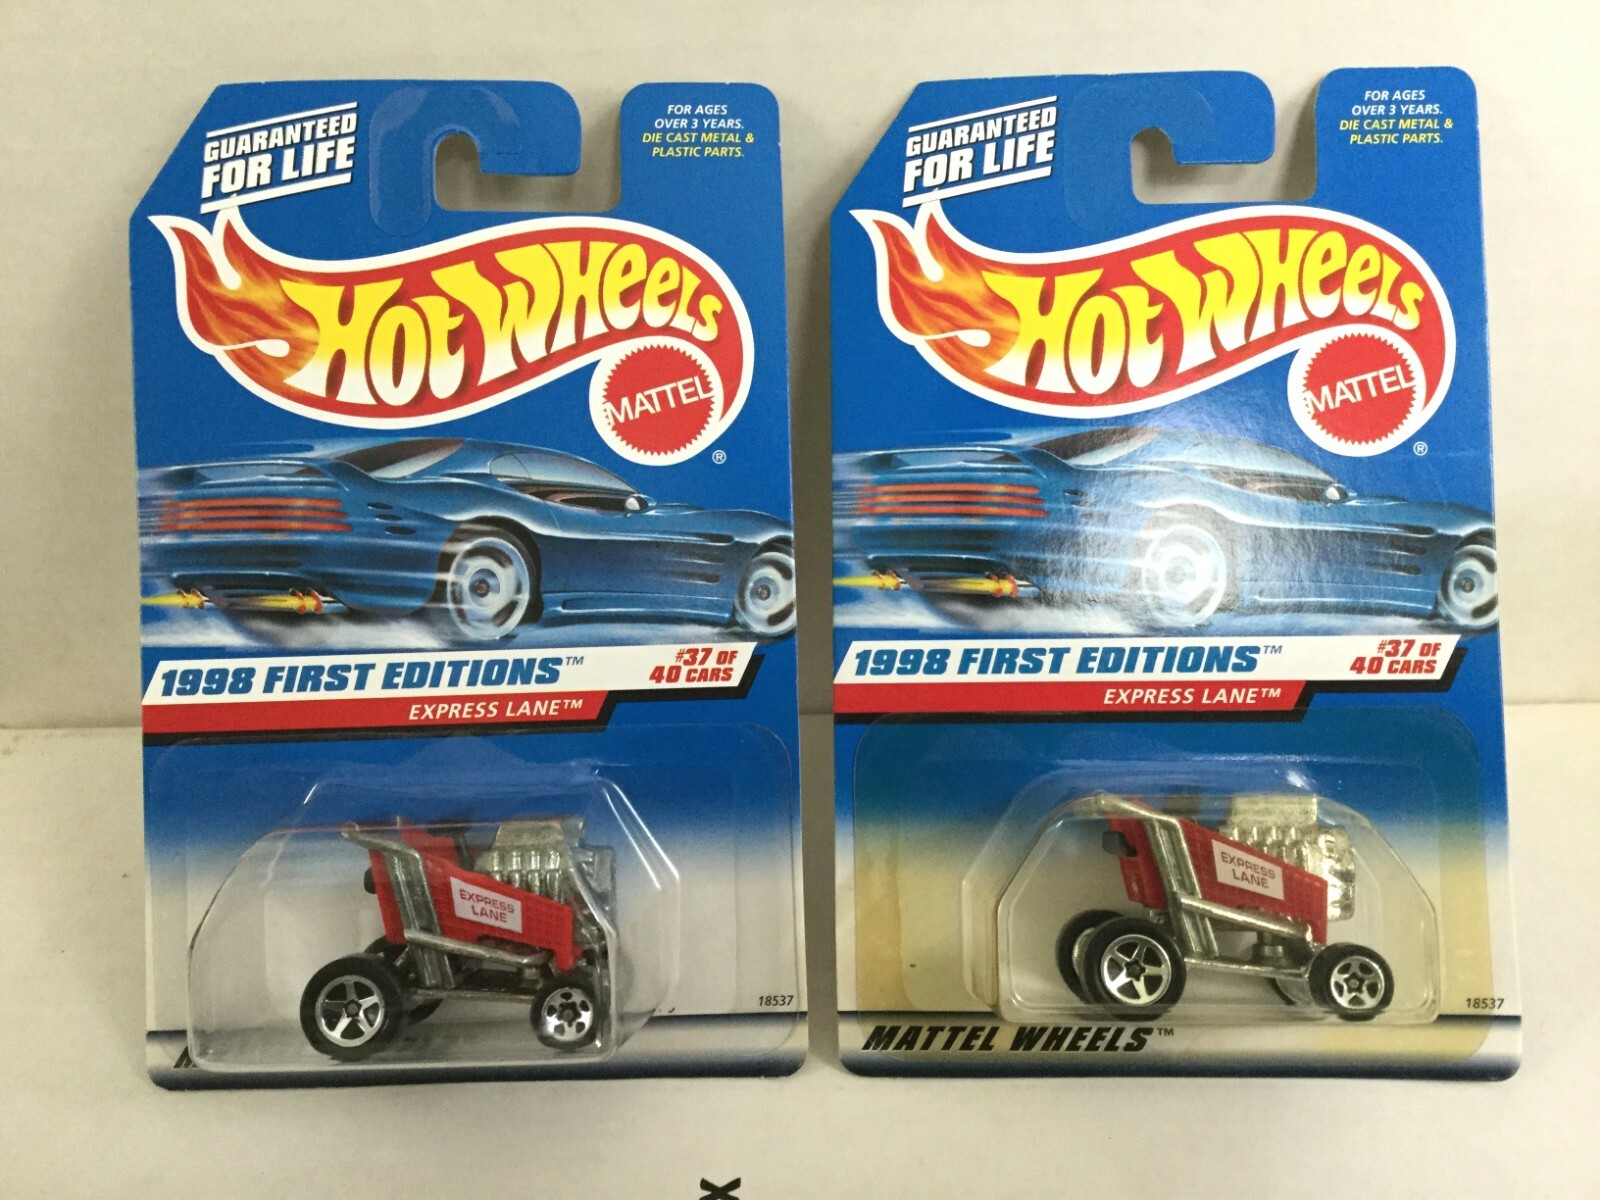 GUARANTEED
FOR LIFE
FOR AGES
OVER 3 YEARS.
DIE CAST METAL &
PLASTIC PARTS.
HOT WHEELS
MATTEL
®
1998 FIRST EDITIONS™
#37 OF
40 CARS
EXPRESS LANE™
EXPRESS
LANE
18537
GUARANTEED
FOR LIFE
FOR AGES
OVER 3 YEARS.
DIE CAST METAL &
PLASTIC PARTS.
HOT WHEELS
MATTEL
®
1998 FIRST EDITIONS™
#37 OF
40 CARS
EXPRESS LANE™
EXPRESS
LANE
18537
MATTEL WHEELS™